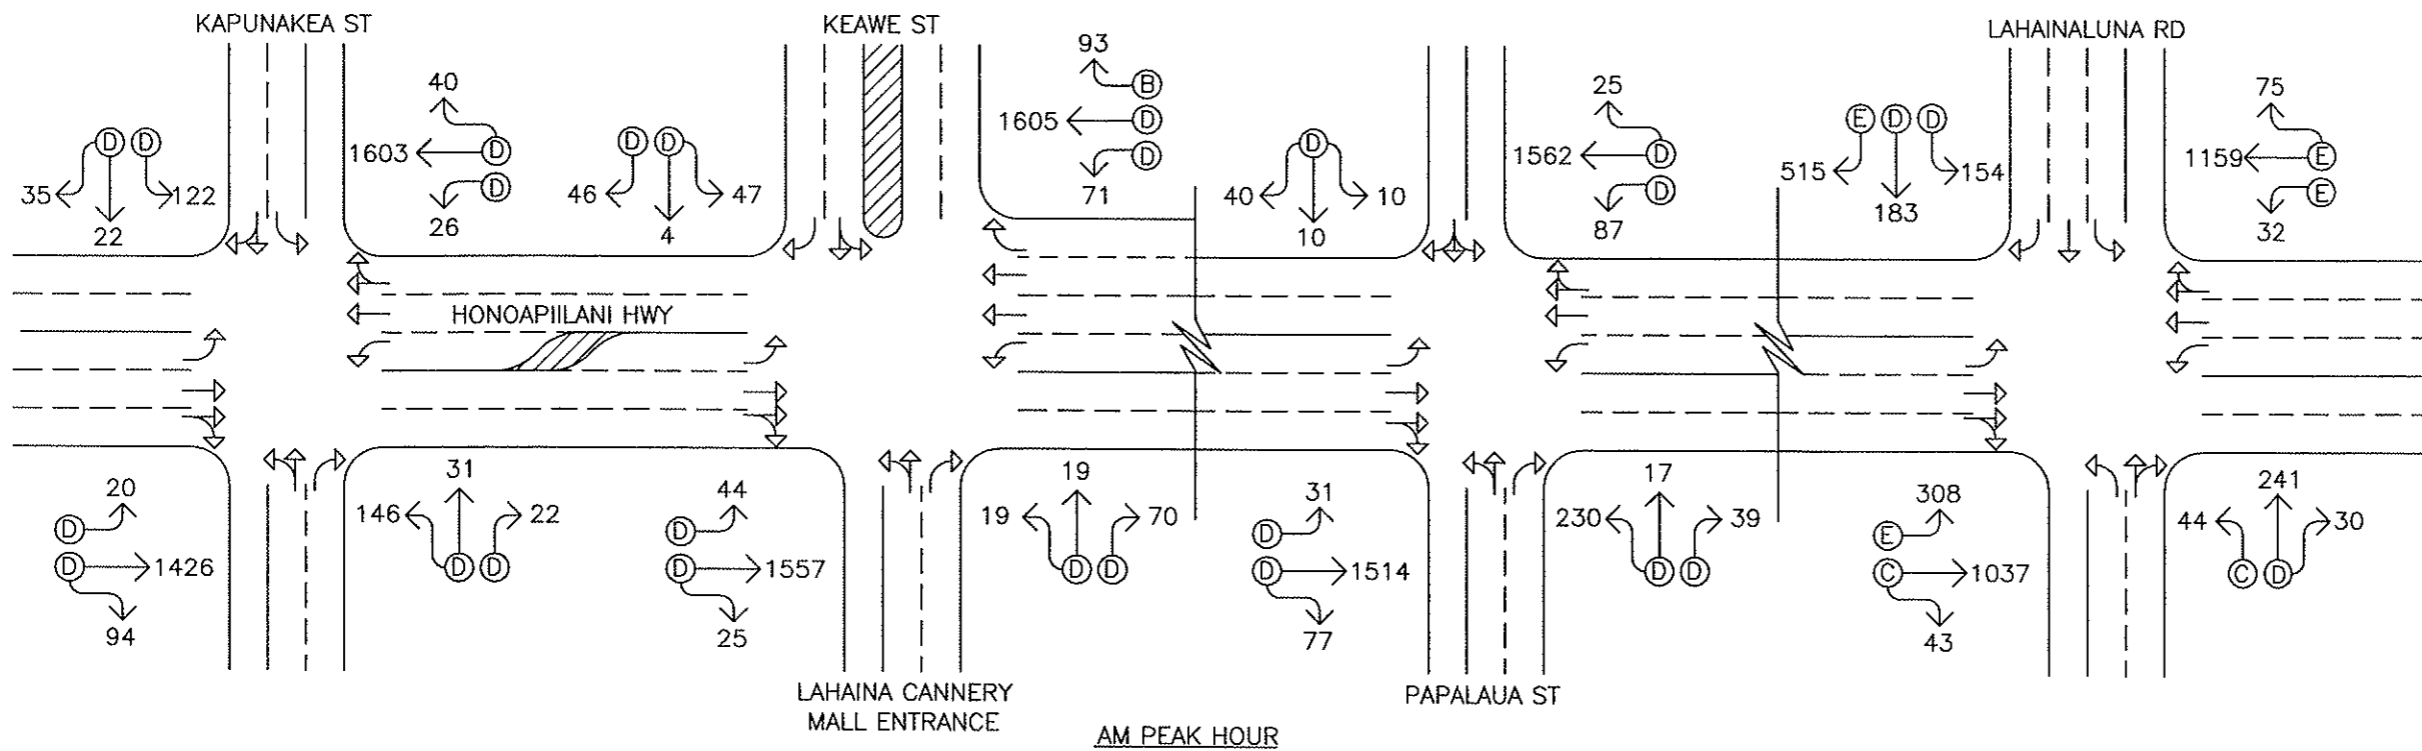 KAPUNAKEA ST
KEAWE ST
LAHAINALUNA RD
35
22
122
D D
40
1603
26
D
D
46
4
47
D D
93
1605
71
B
D
D
40
10
10
D
25
1562
87
D
D
515
183
154
E D D
75
1159
32
E
E
HONOAPIILANI HWY
20
1426
94
D
D
146
31
22
D D
44
1557
25
D
D
19
19
70
D D
31
1514
77
D
D
230
17
39
D D
308
1037
43
E
C
44
241
30
C D
LAHAINA CANNERY
MALL ENTRANCE
PAPALAUA ST
AM PEAK HOUR